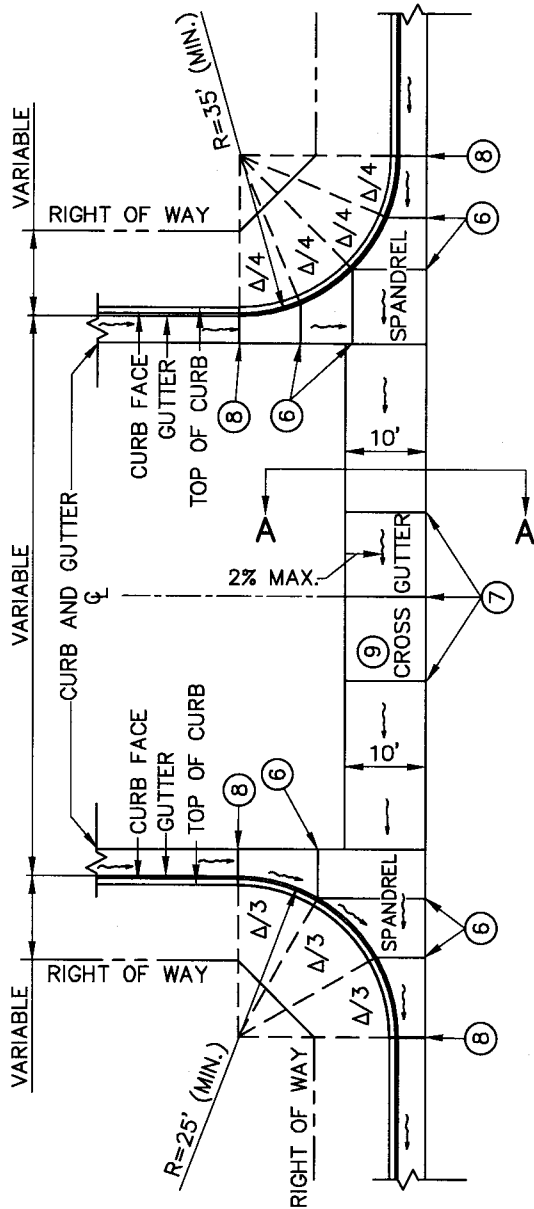 VARIABLE
VARIABLE
VARIABLE
CURB AND GUTTER
℄
RIGHT OF WAY
RIGHT OF WAY
CURB FACE
GUTTER
TOP OF CURB
CURB FACE
GUTTER
TOP OF CURB
R=25' (MIN.)
R=35' (MIN.)
8
8
Δ/3
Δ/3
Δ/3
Δ/4
Δ/4
Δ/4
Δ/4
6
6
RIGHT OF WAY
2% MAX.
A
A
10'
10'
9
CROSS GUTTER
SPANDREL
SPANDREL
8
6
7
6
8